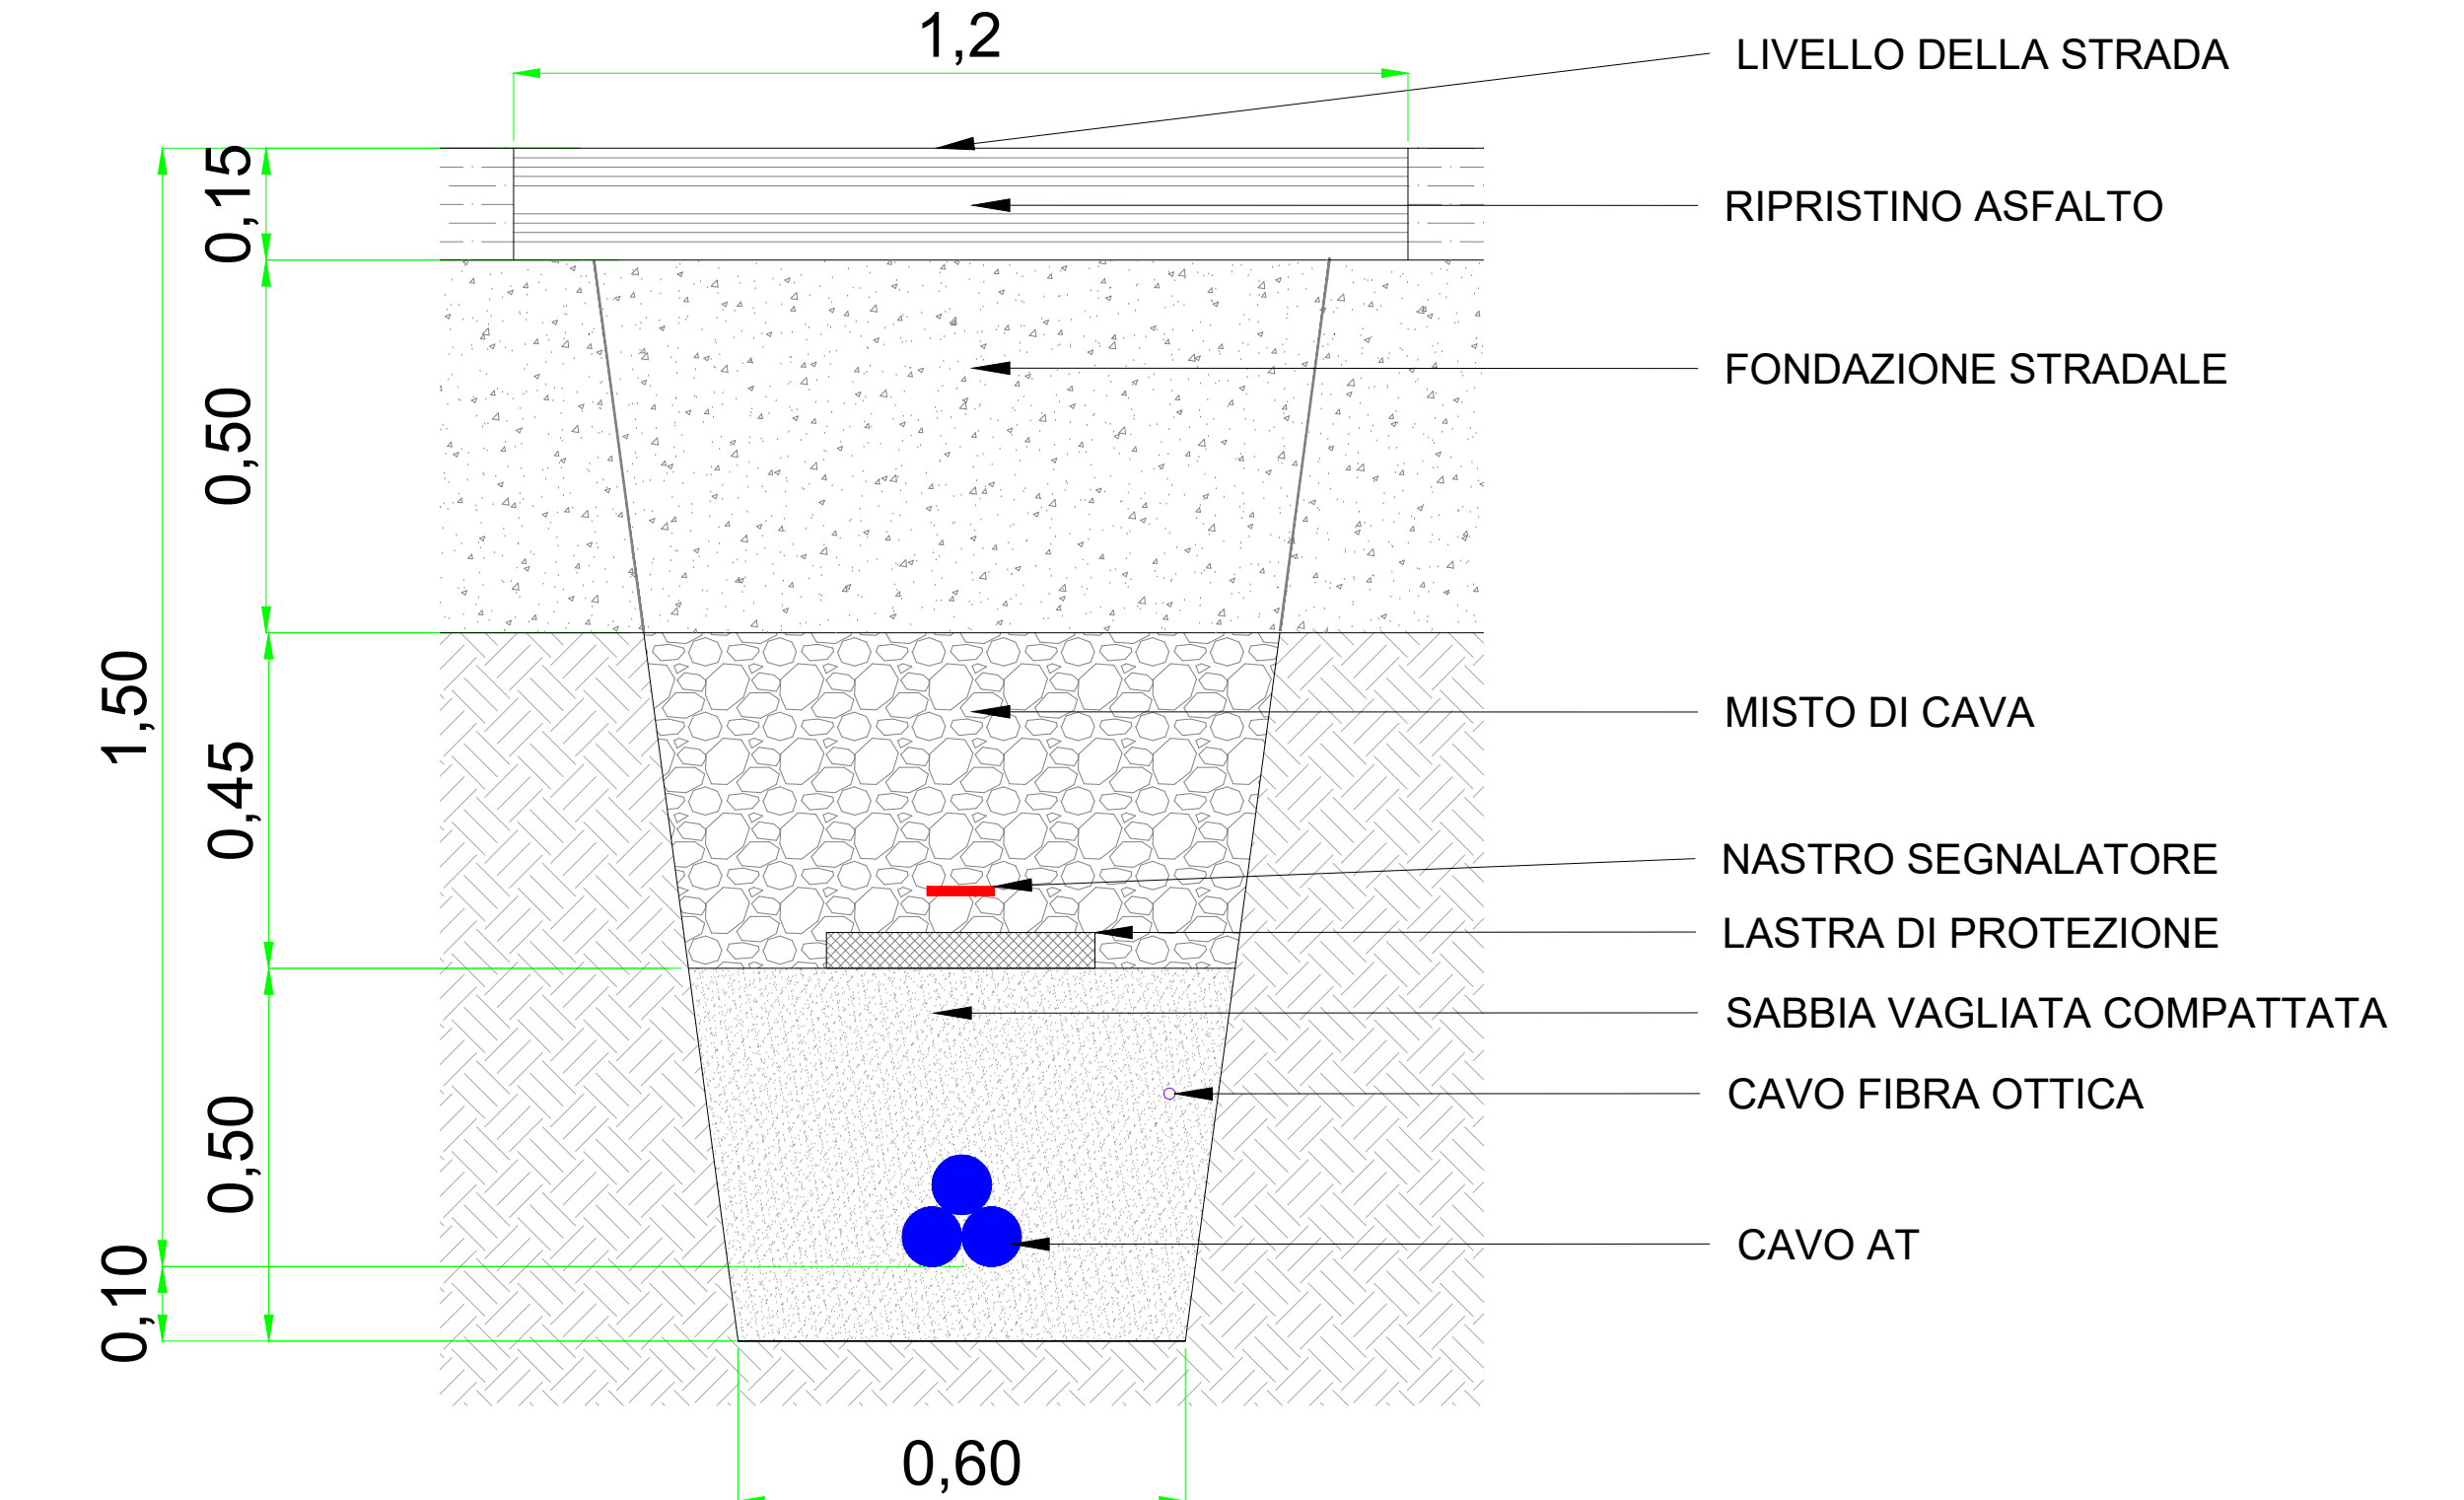 1,2
LIVELLO DELLA STRADA
0,15
RIPRISTINO ASFALTO
FONDAZIONE STRADALE
0,50
1,50
MISTO DI CAVA
0,45
NASTRO SEGNALATORE
LASTRA DI PROTEZIONE
SABBIA VAGLIATA COMPATTATA
CAVO FIBRA OTTICA
0,50
CAVO AT
0,10
0,60